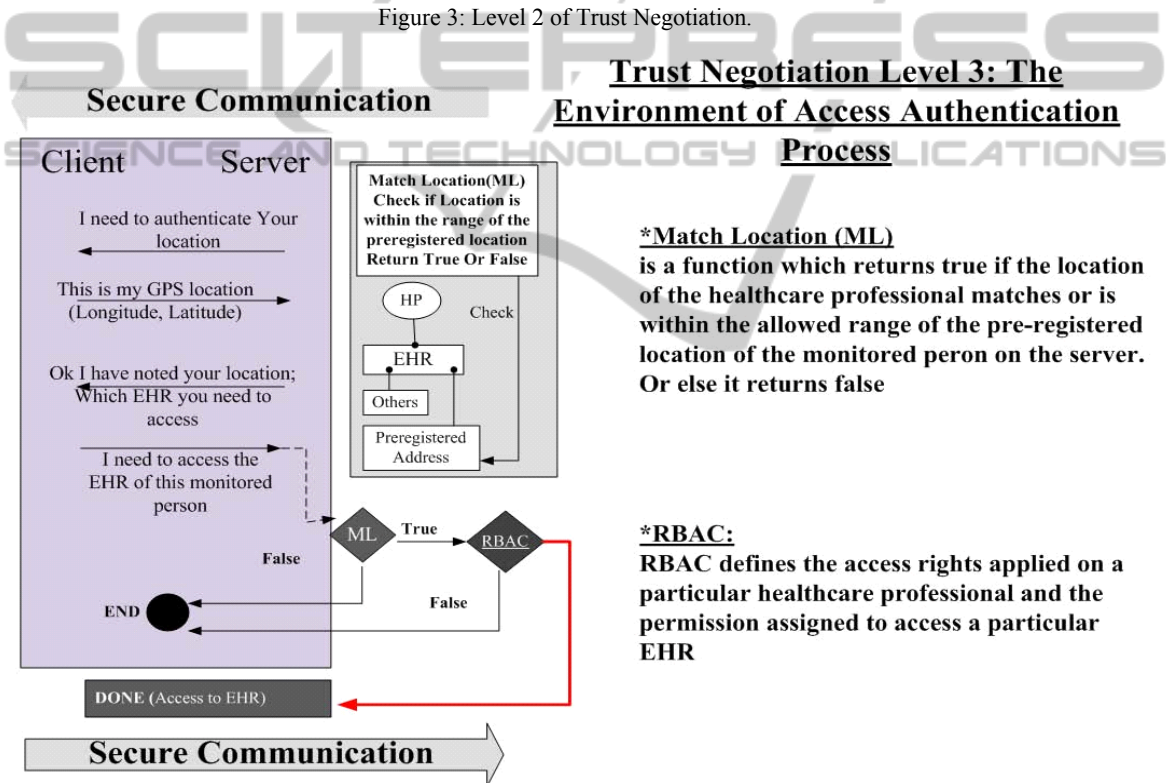 Figure 3: Level 2 of Trust Negotiation.
SCITEPRESS
SCIENCE AND TECHNOLOGY PUBLICATIONS
Secure Communication
Trust Negotiation Level 3: The
Environment of Access Authentication
Process
Client Server
I need to authenticate Your
location
This is my GPS location
(Longitude, Latitude)
Ok I have noted your location;
Which EHR you need to
access
I need to access the
EHR of this monitored
person
Match Location(ML)
Check if Location is
within the range of the
preregistered location
Return True Or False
HP
Check
EHR
Others
Preregistered
Address
ML
True
RBAC
False
False
END
DONE (Access to EHR)
Secure Communication
*Match Location (ML)
is a function which returns true if the location
of the healthcare professional matches or is
within the allowed range of the pre-registered
location of the monitored peron on the server.
Or else it returns false
*RBAC:
RBAC defines the access rights applied on a
particular healthcare professional and the
permission assigned to access a particular
EHR